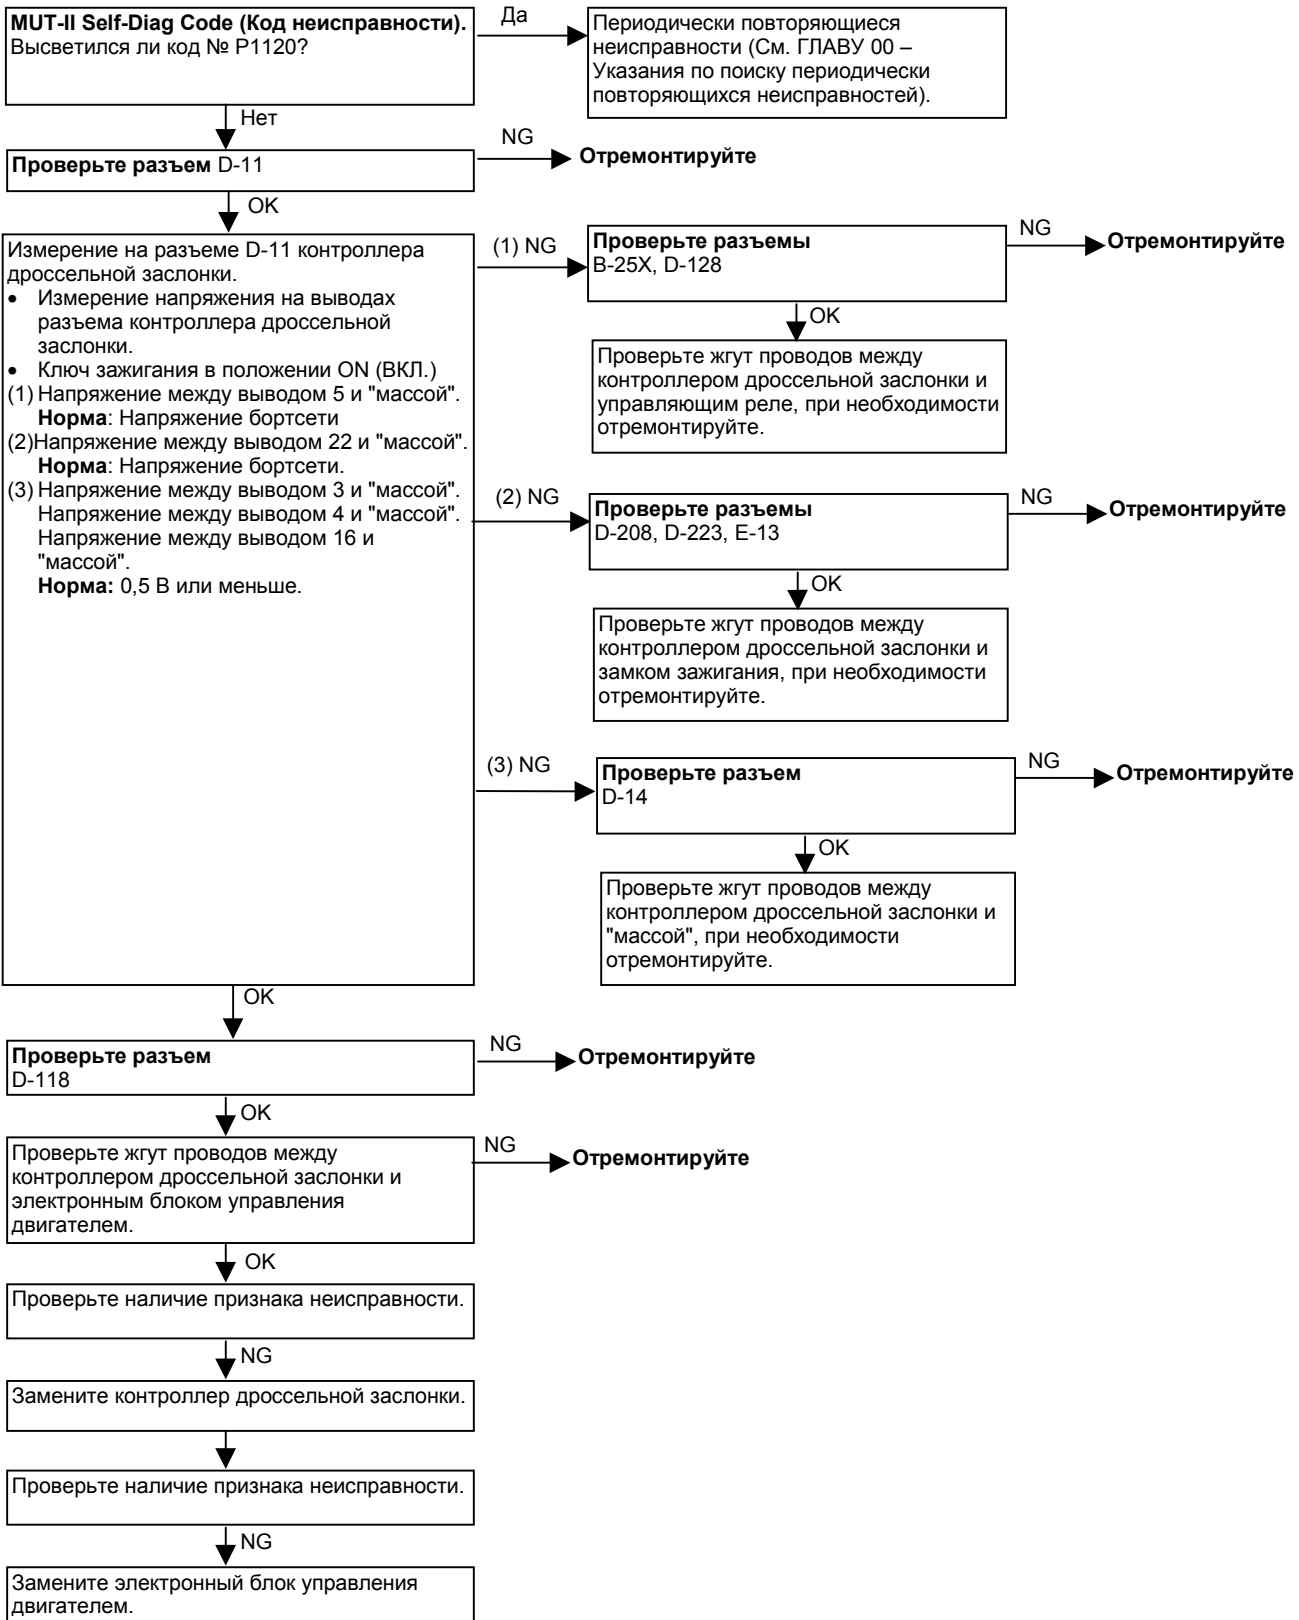 MUT-II Self-Diag Code (Код неисправности).
Высветился ли код № P1120?
Да
Периодически повторяющиеся
неисправности (См. ГЛАВУ 00 –
Указания по поиску периодически
повторяющихся неисправностей).
Нет
Проверьте разъем D-11
NG
Отремонтируйте
OK
Измерение на разъеме D-11 контроллера
дроссельной заслонки.
• Измерение напряжения на выводах
разъема контроллера дроссельной
заслонки.
• Ключ зажигания в положении ON (ВКЛ.)
(1) Напряжение между выводом 5 и "массой".
Норма: Напряжение бортсети
(2)Напряжение между выводом 22 и "массой".
Норма: Напряжение бортсети.
(3) Напряжение между выводом 3 и "массой".
Напряжение между выводом 4 и "массой".
Напряжение между выводом 16 и
"массой".
Норма: 0,5 В или меньше.
(1) NG
Проверьте разъемы
B-25X, D-128
NG
Отремонтируйте
OK
Проверьте жгут проводов между
контроллером дроссельной заслонки и
управляющим реле, при необходимости
отремонтируйте.
(2) NG
Проверьте разъемы
D-208, D-223, E-13
NG
Отремонтируйте
OK
Проверьте жгут проводов между
контроллером дроссельной заслонки и
замком зажигания, при необходимости
отремонтируйте.
(3) NG
Проверьте разъем
D-14
NG
Отремонтируйте
OK
Проверьте жгут проводов между
контроллером дроссельной заслонки и
"массой", при необходимости
отремонтируйте.
OK
Проверьте разъем
D-118
NG
Отремонтируйте
OK
Проверьте жгут проводов между
контроллером дроссельной заслонки и
электронным блоком управления
двигателем.
NG
Отремонтируйте
OK
Проверьте наличие признака неисправности.
NG
Замените контроллер дроссельной заслонки.
Проверьте наличие признака неисправности.
NG
Замените электронный блок управления
двигателем.